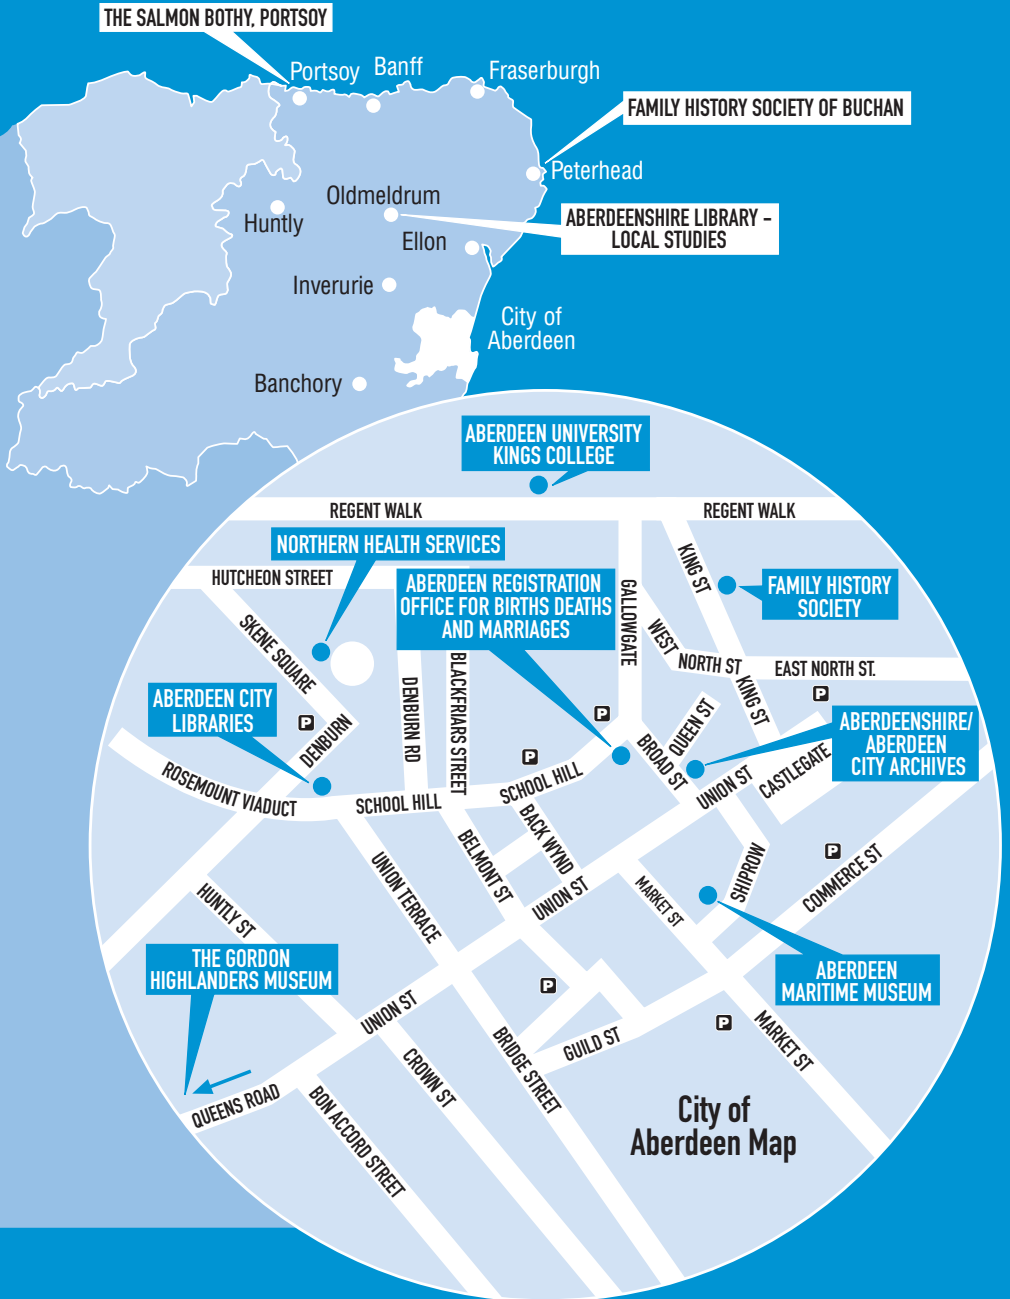 THE SALMON BOTHY, PORTSOY
Portsoy
Banff
Fraserburgh
FAMILY HISTORY SOCIETY OF BUCHAN
Peterhead
Oldmeldrum
Huntly
ABERDEENSHIRE LIBRARY -
LOCAL STUDIES
Ellon
Inverurie
City of
Aberdeen
Banchory
ABERDEEN UNIVERSITY
KINGS COLLEGE
REGENT WALK
REGENT WALK
NORTHERN HEALTH SERVICES
HUTCHEON STREET
ABERDEEN REGISTRATION
OFFICE FOR BIRTHS DEATHS
AND MARRIAGES
GALLOWGATE
KING ST
FAMILY HISTORY
SOCIETY
SKENE SQUARE
WEST
NORTH ST
EAST NORTH ST.
KING ST
BLACKFRIARS STREET
DENBURN RD
ABERDEEN CITY
LIBRARIES
P
DENBURN
P
P
P
QUEEN ST
BROAD ST
ABERDEENSHIRE/
ABERDEEN
CITY ARCHIVES
ROSEMOUNT VIADUCT
SCHOOL HILL
SCHOOL HILL
UNION ST
CASTLEGATE
BACK WYND
BELMONT ST
UNION TERRACE
UNION ST
MARKET ST
SHIPROW
P
COMMERCE ST
HUNTLY ST
THE GORDON
HIGHLANDERS MUSEUM
ABERDEEN
MARITIME MUSEUM
P
UNION ST
P
MARKET ST
GUILD ST
BRIDGE STREET
CROWN ST
QUEENS ROAD
BON ACCORD STREET
City of
Aberdeen Map